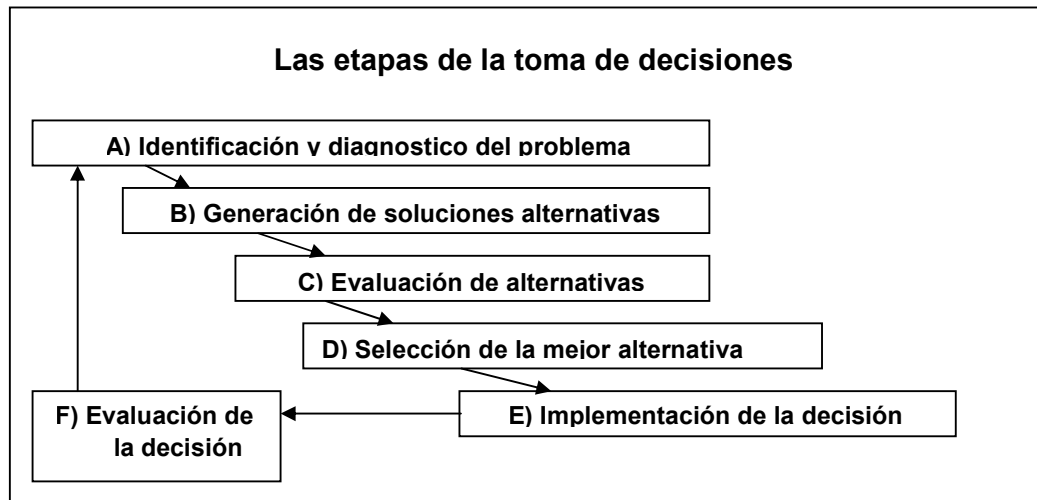 Las etapas de la toma de decisiones
A) Identificación y diagnostico del problema
B) Generación de soluciones alternativas
C) Evaluación de alternativas
D) Selección de la mejor alternativa
E) Implementación de la decisión
F) Evaluación de
la decisión